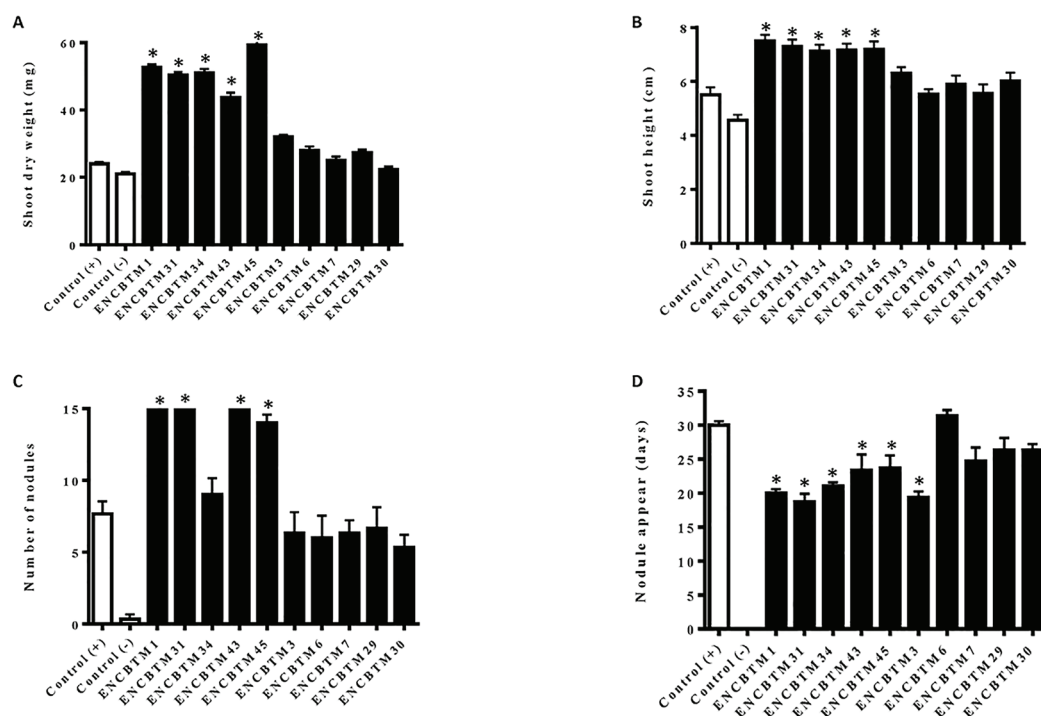 A
Shoot dry weight (mg)
60
40
20
0
*
*
*
*
*
Control (+)
Control (-)
ENCBTM1
ENCBTM31
ENCBTM34
ENCBTM43
ENCBTM45
ENCBTM3
ENCBTM6
ENCBTM7
ENCBTM29
ENCBTM30
B
Shoot height (cm)
8
6
4
2
0
*
*
*
*
*
Control (+)
Control (-)
ENCBTM1
ENCBTM31
ENCBTM34
ENCBTM43
ENCBTM45
ENCBTM3
ENCBTM6
ENCBTM7
ENCBTM29
ENCBTM30
C
Number of nodules
15
10
5
0
*
*
*
*
Control (+)
Control (-)
ENCBTM1
ENCBTM31
ENCBTM34
ENCBTM43
ENCBTM45
ENCBTM3
ENCBTM6
ENCBTM7
ENCBTM29
ENCBTM30
D
Nodule appear (days)
35
30
25
20
15
10
5
0
*
*
*
*
*
*
Control (+)
Control (-)
ENCBTM1
ENCBTM31
ENCBTM34
ENCBTM43
ENCBTM45
ENCBTM3
ENCBTM6
ENCBTM7
ENCBTM29
ENCBTM30